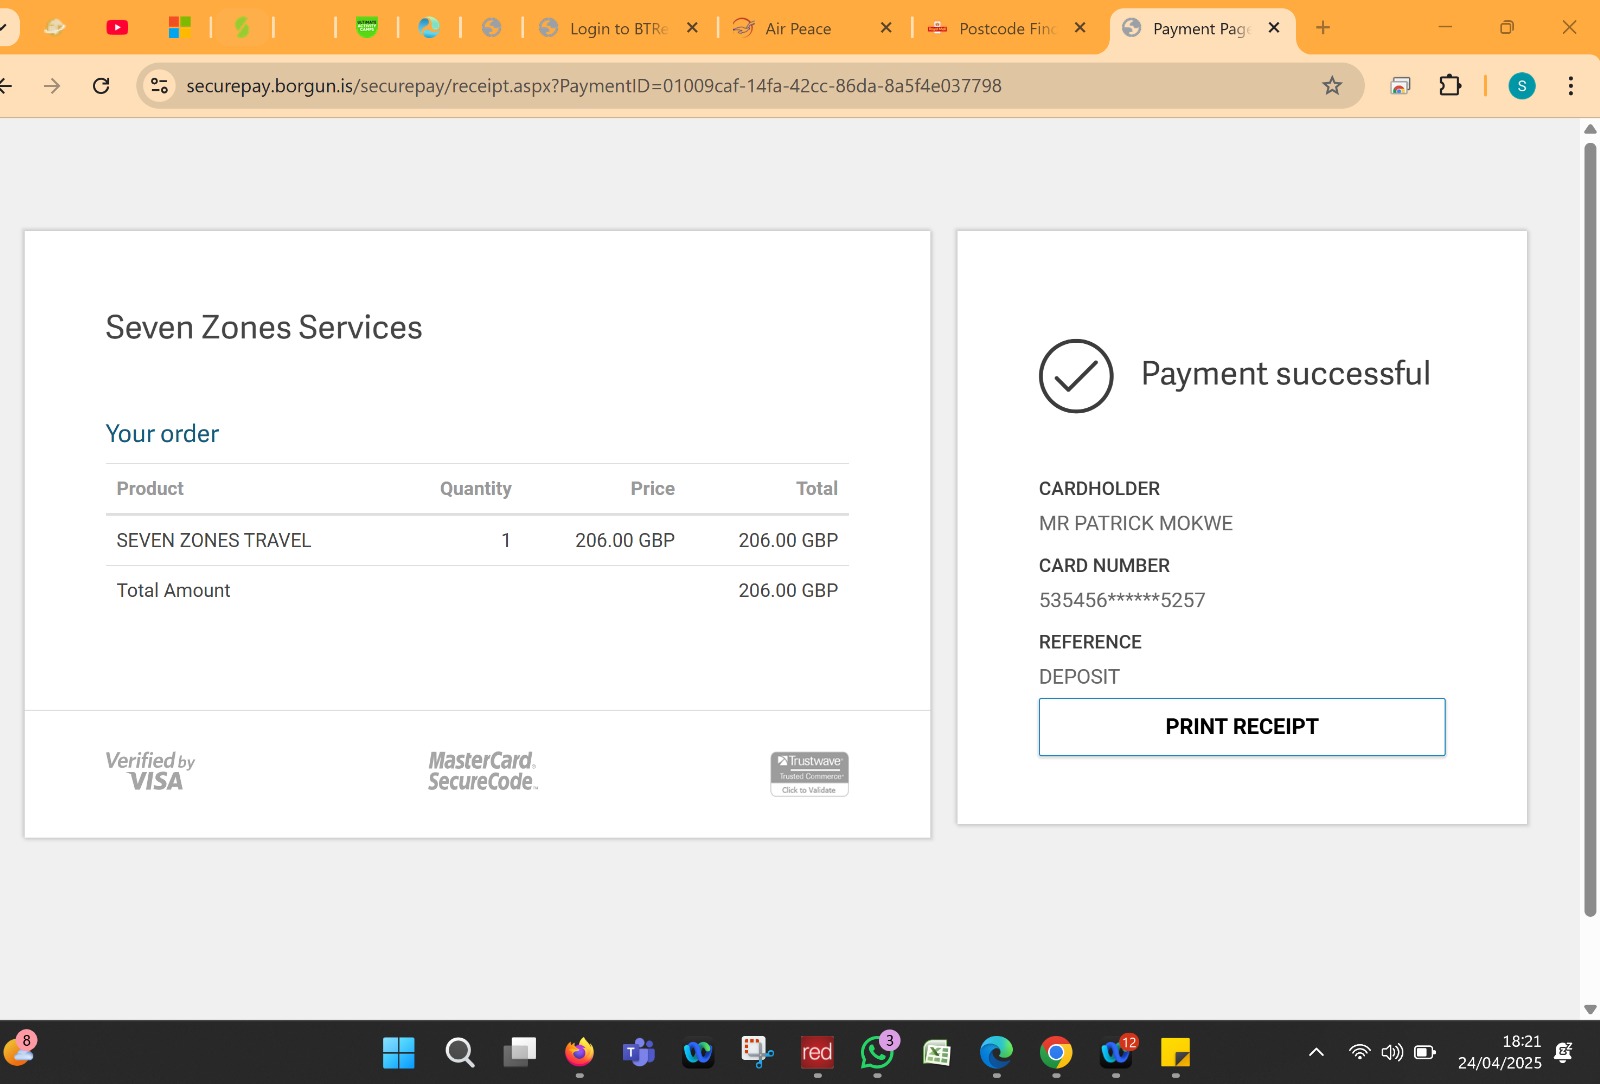 Login to BTRe
Air Peace
Postcode Find
Payment Page
securepay.borgun.is/securepay/receipt.aspx?PaymentID=01009caf-14fa-42cc-86da-8a5f4e037798
S
Seven Zones Services
Your order
Product Quantity Price Total
SEVEN ZONES TRAVEL 1 206.00 GBP 206.00 GBP
Total Amount 206.00 GBP
Verified by
VISA
MasterCard.
SecureCode™
Trustwave
Trusted Commerce
Click to Validate
Payment successful
CARDHOLDER
MR PATRICK MOKWE
CARD NUMBER
535456******5257
REFERENCE
DEPOSIT
PRINT RECEIPT
8
red
3
12
18:21
24/04/2025